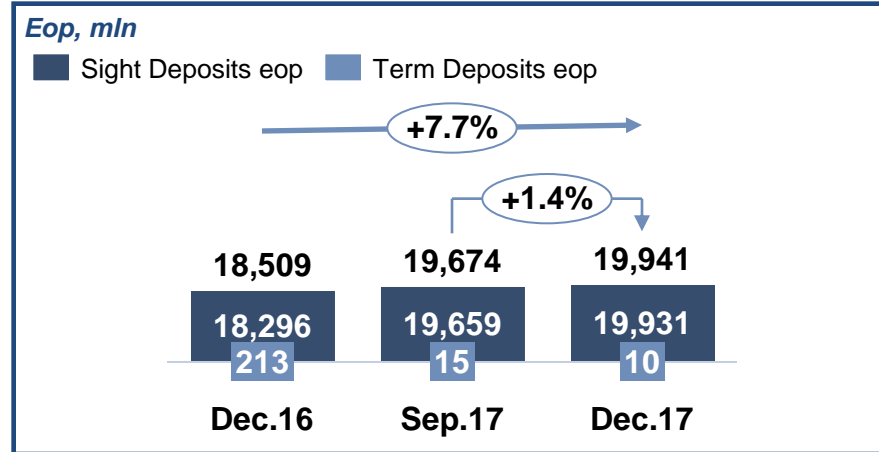 Eop, mln
Sight Deposits eop Term Deposits eop
+7.7%
+1.4%
18,509 19,674 19,941
18,296 19,659 19,931
213 15 10
Dec.16 Sep.17 Dec.17